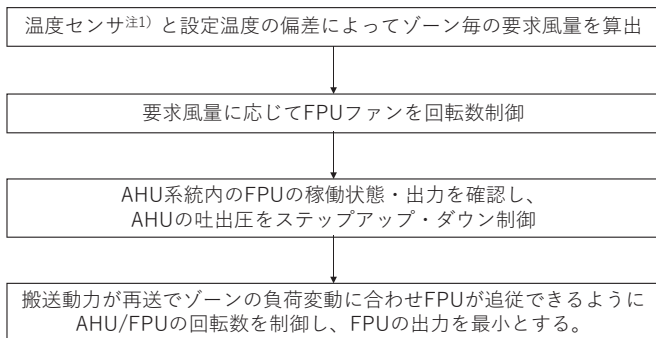 温度センサ注1）と設定温度の偏差によってゾーン毎の要求風量を算出
要求風量に応じてFPUファンを回転数制御
AHU系統内のFPUの稼働状態・出力を確認し、
AHUの吐出圧をステップアップ・ダウン制御
搬送動力が再送でゾーンの負荷変動に合わせFPUが追従できるように
AHU/FPUの回転数を制御し、FPUの出力を最小とする。